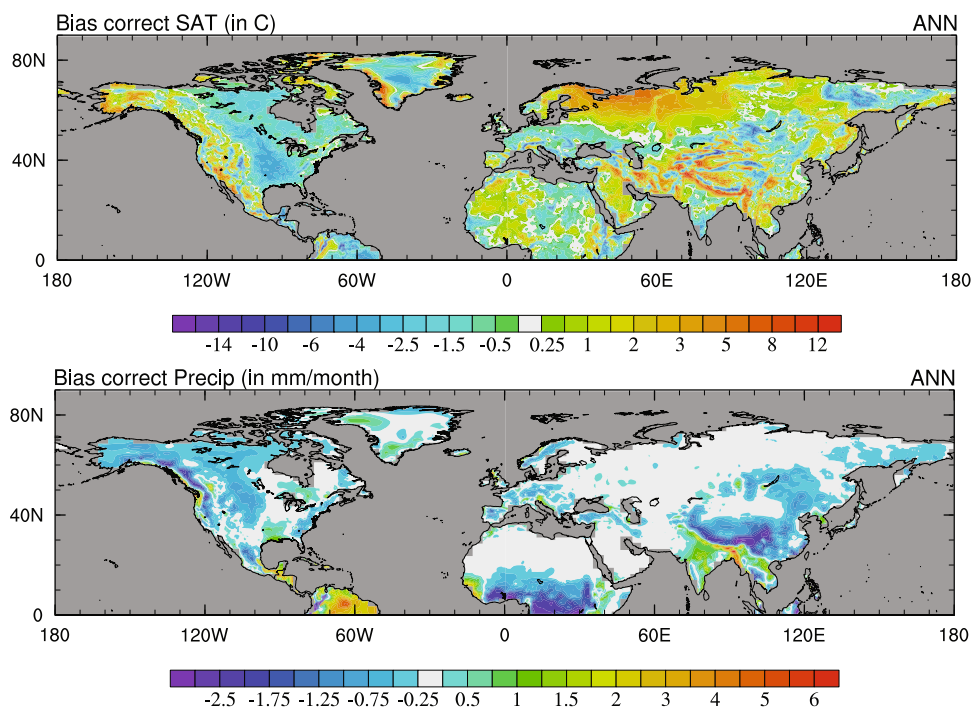 Bias correct SAT (in C) ANN
80N
40N
0
180 120W 60W 0 60E 120E 180
-14 -10 -6 -4 -2.5 -1.5 -0.5 0.25 1 2 3 5 8 12
Bias correct Precip (in mm/month) ANN
80N
40N
0
180 120W 60W 0 60E 120E 180
-2.5 -1.75 -1.25 -0.75 -0.25 0.5 1 2 3 4 5 6